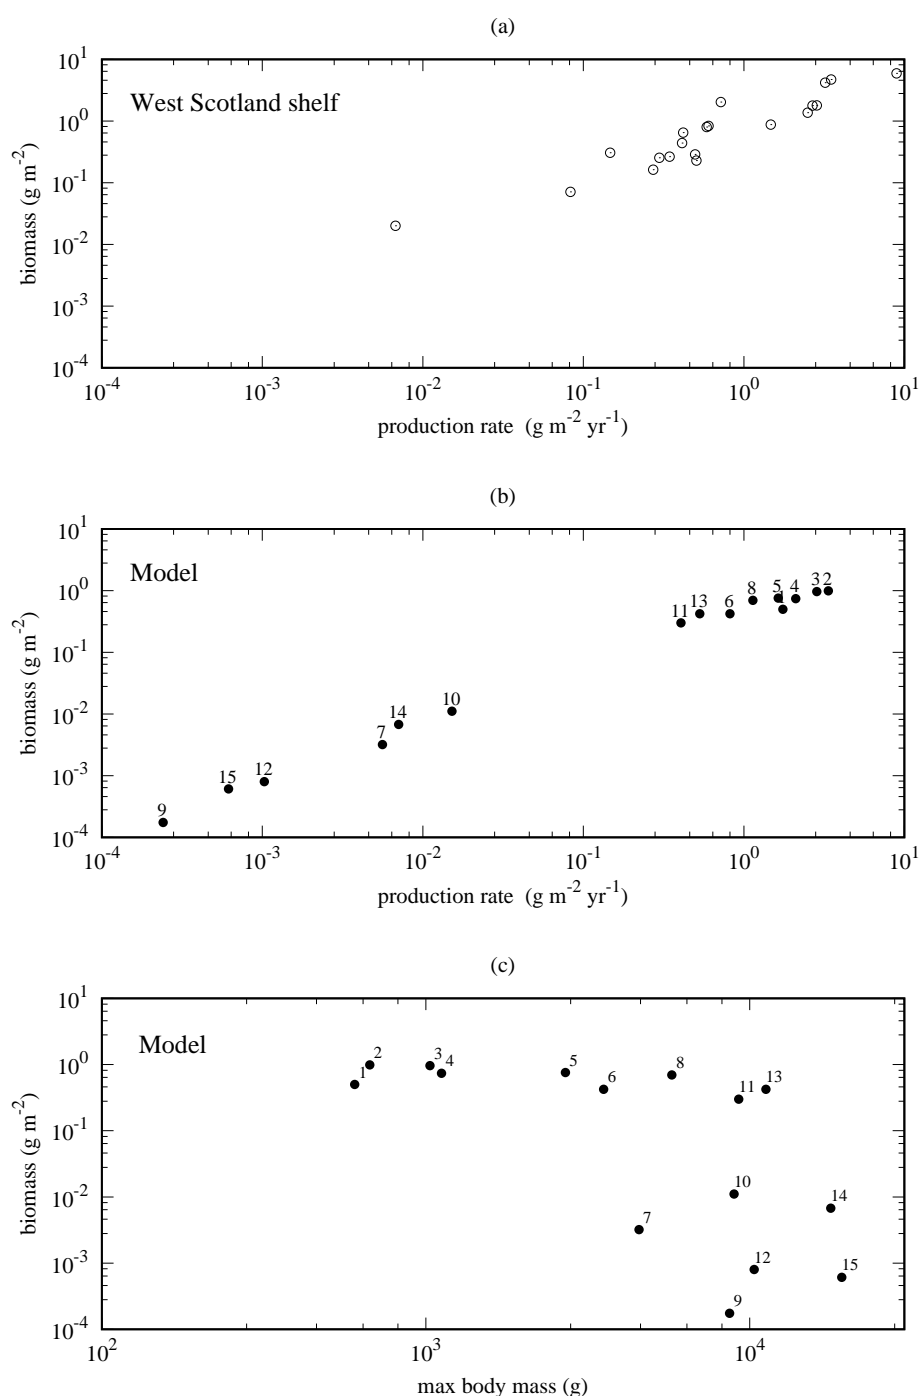 (a)
10^1
West Scotland shelf
10^0
10^-1
10^-2
10^-3
10^-4
biomass (g m^-2)
10^-4 10^-3 10^-2 10^-1 10^0 10^1
production rate (g m^-2 yr^-1)
(b)
10^1
Model
10^0
10^-1
10^-2
10^-3
10^-4
biomass (g m^-2)
3 2
5 4
8
1
11 13 6
10
14
7
15 12
9
10^-4 10^-3 10^-2 10^-1 10^0 10^1
production rate (g m^-2 yr^-1)
(c)
10^1
Model
10^0
10^-1
10^-2
10^-3
10^-4
biomass (g m^-2)
2 3 4
1 5 6 8
11 13
10 14
7
12 15
9
10^2 10^3 10^4
max body mass (g)